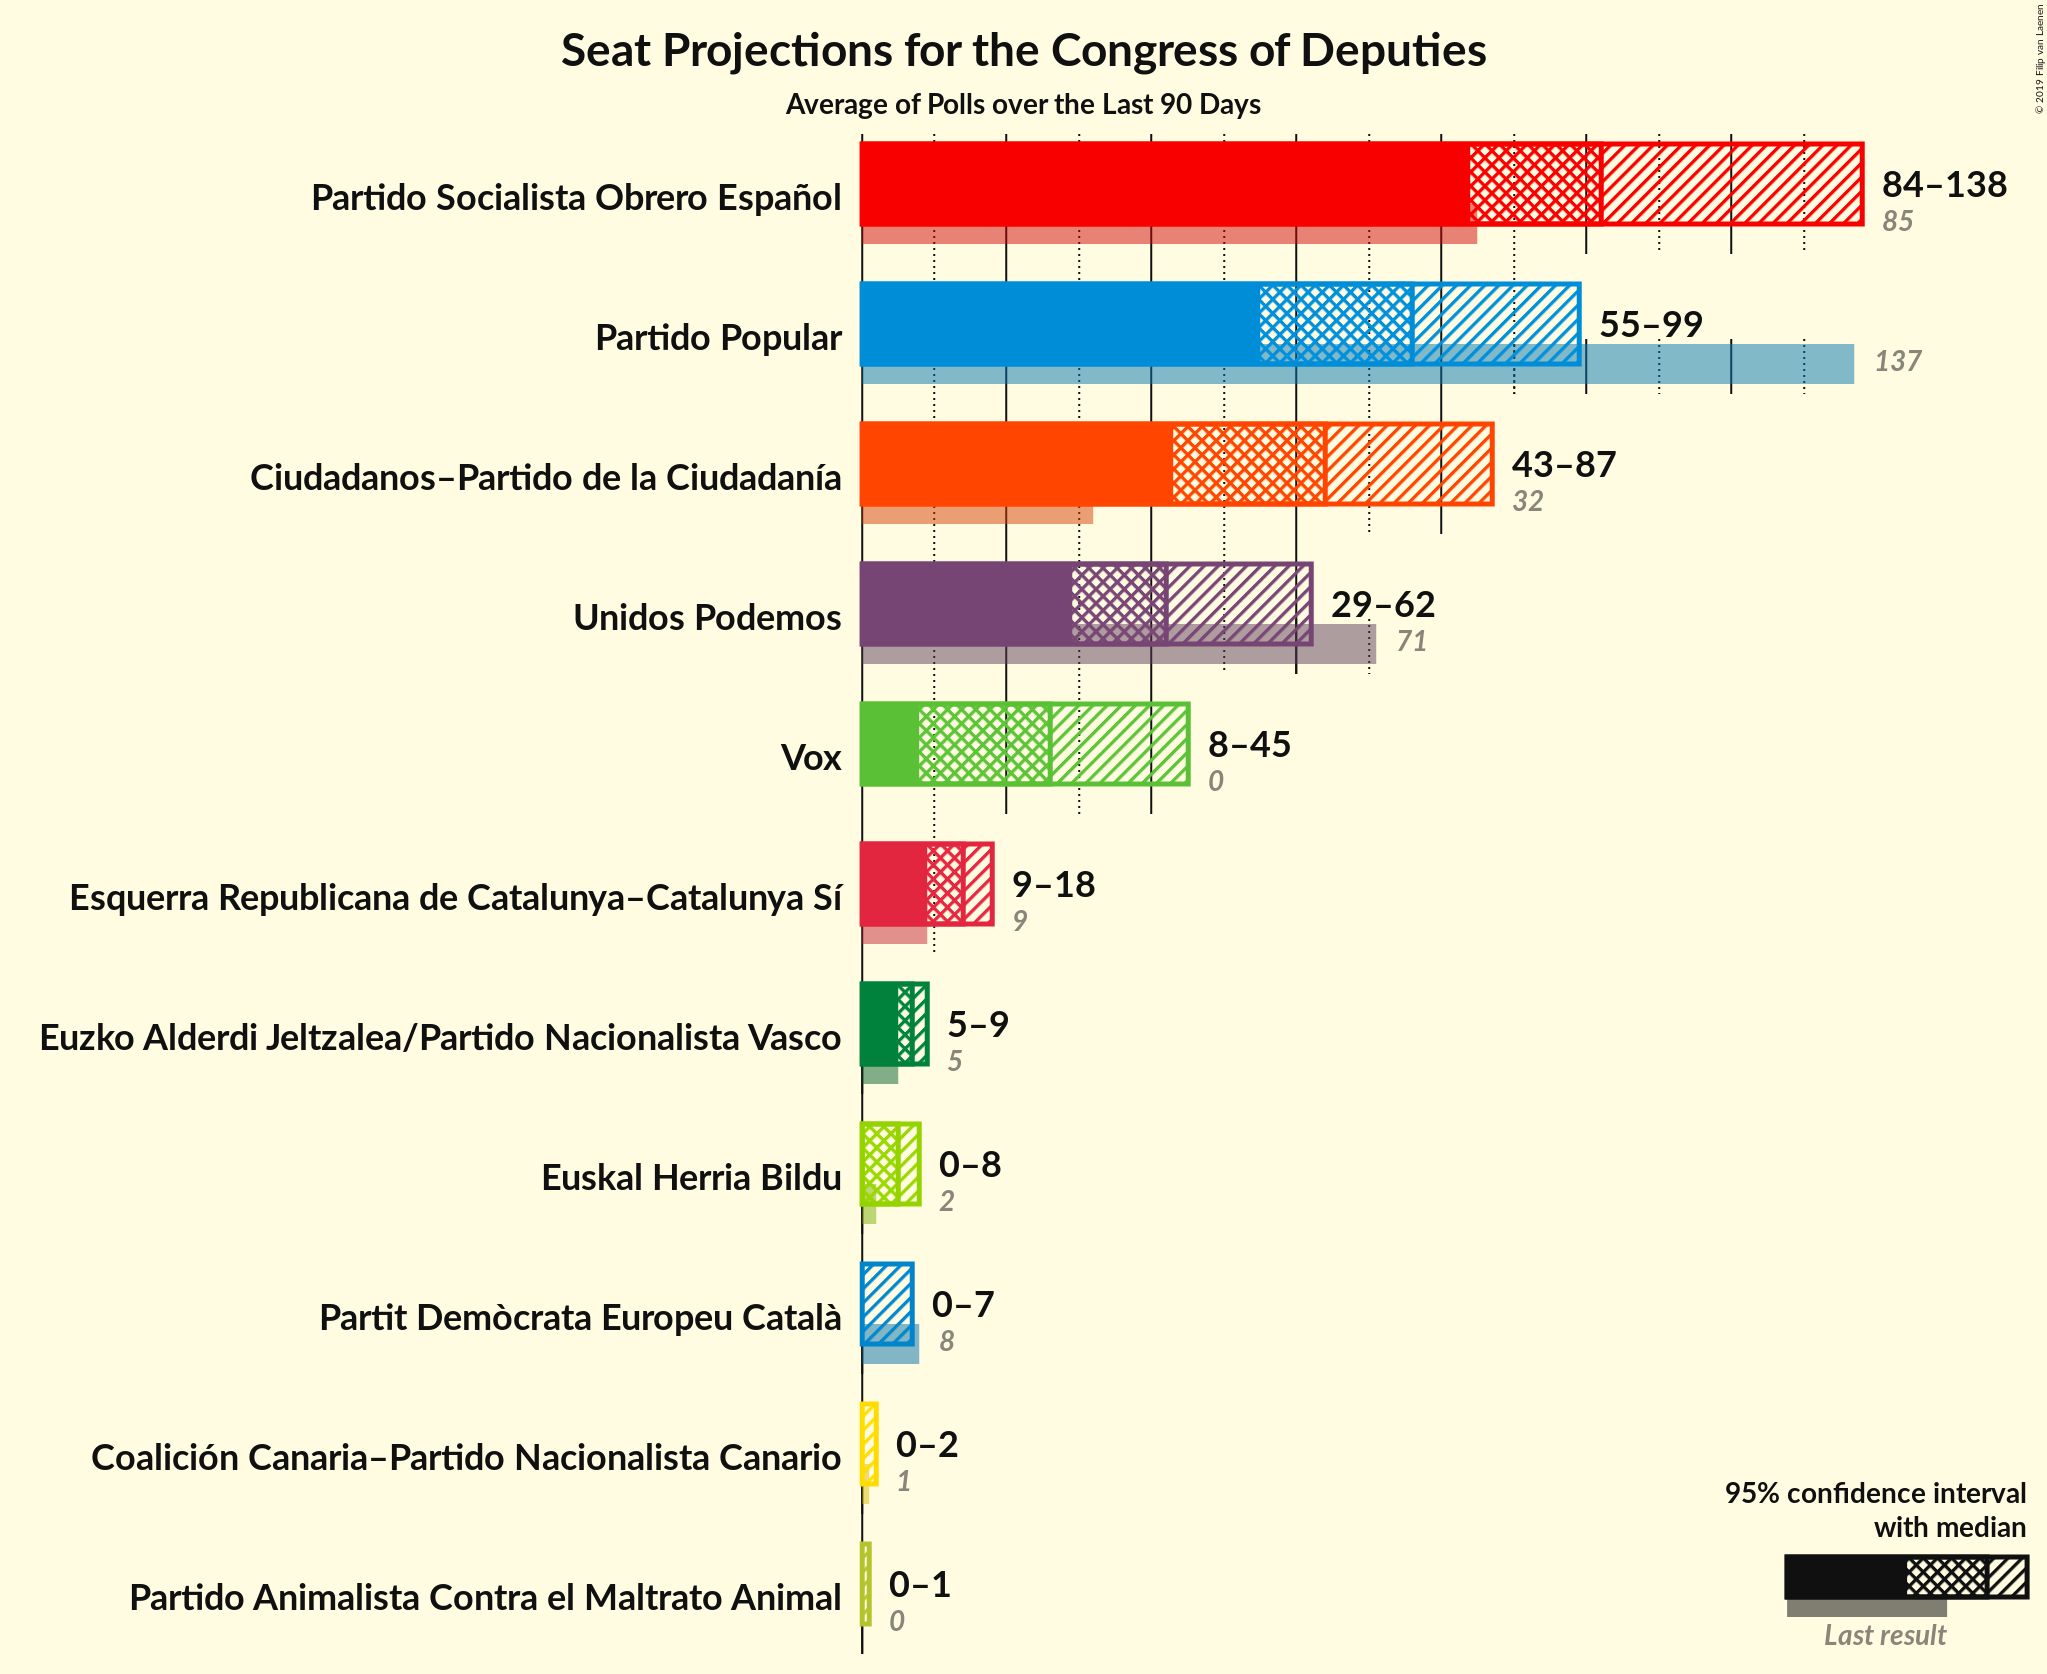 Seat Projections for the Congress of Deputies
Average of Polls over the Last 90 Days
© 2019 Filip van Laenen
Partido Socialista Obrero Español
84–138
85
Partido Popular
55–99
137
Ciudadanos–Partido de la Ciudadanía
43–87
32
Unidos Podemos
29–62
71
Vox
8–45
0
Esquerra Republicana de Catalunya–Catalunya Sí
9–18
9
Euzko Alderdi Jeltzalea/Partido Nacionalista Vasco
5–9
5
Euskal Herria Bildu
0–8
2
Partit Demòcrata Europeu Català
0–7
8
Coalición Canaria–Partido Nacionalista Canario
0–2
1
Partido Animalista Contra el Maltrato Animal
0–1
0
95% confidence interval
with median
Last result